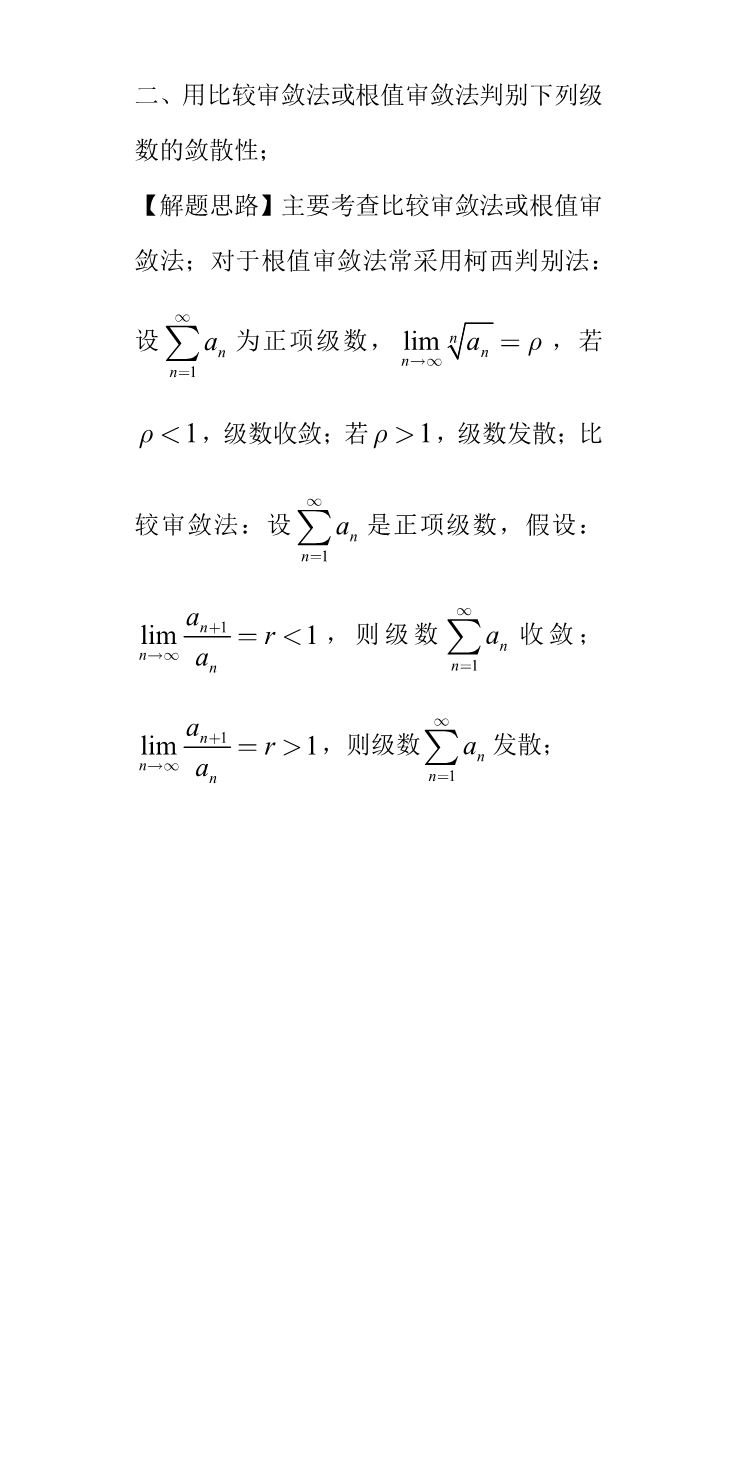 二、用比较审敛法或根值审敛法判别下列级
数的敛散性；
【解题思路】主要考查比较审敛法或根值审
敛法；对于根值审敛法常采用柯西判别法：
设 $\sum_{n=1}^{\infty} a_n$ 为正项级数，$\lim_{n\to\infty} \sqrt[n]{a_n} = \rho$，若
$\rho < 1$，级数收敛；若 $\rho > 1$，级数发散；比
较审敛法：设 $\sum_{n=1}^{\infty} a_n$ 是正项级数，假设：
$\lim_{n\to\infty} \frac{a_{n+1}}{a_n} = r < 1$，则级数 $\sum_{n=1}^{\infty} a_n$ 收敛；
$\lim_{n\to\infty} \frac{a_{n+1}}{a_n} = r > 1$，则级数 $\sum_{n=1}^{\infty} a_n$ 发散；